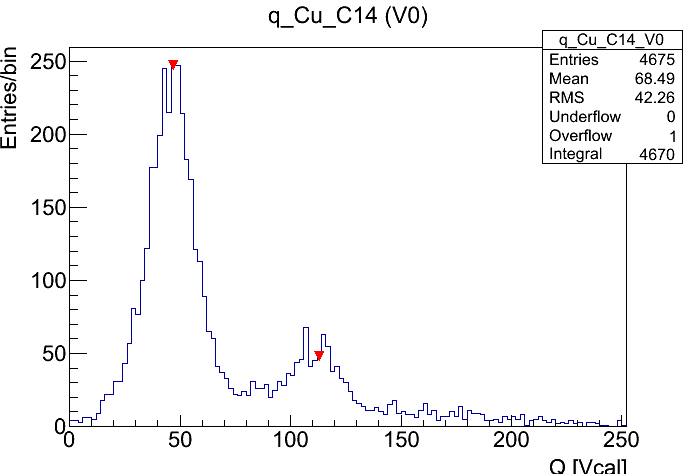 q_Cu_C14 (V0)
q_Cu_C14_V0
Entries 4675
Mean 68.49
RMS 42.26
Underflow 0
Overflow 1
Integral 4670
Entries/bin
250
200
150
100
50
0
0 50 100 150 200 250
Q [Vcal]